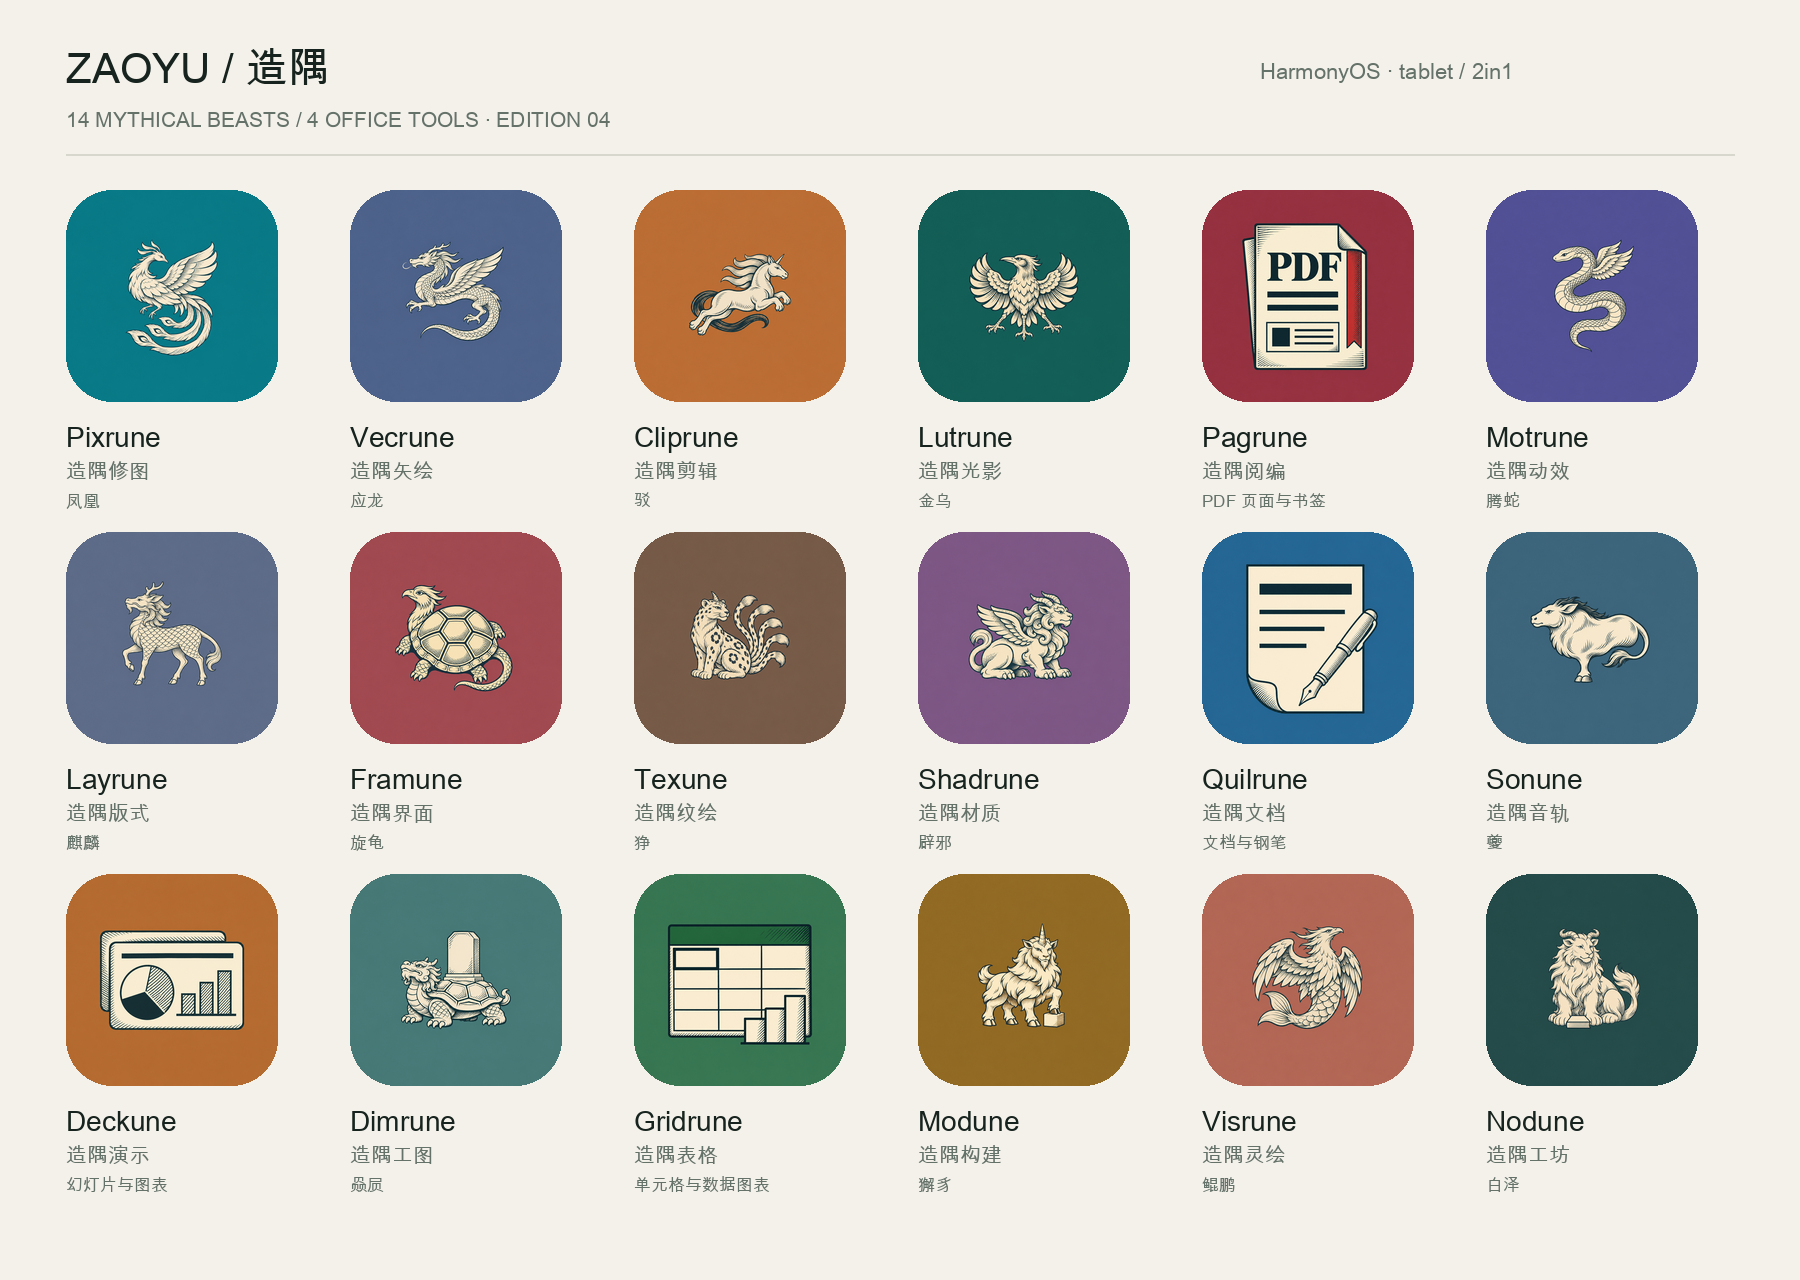 ZAOYU / 造隅
HarmonyOS · tablet / 2in1
14 MYTHICAL BEASTS / 4 OFFICE TOOLS · EDITION 04
PDF
Pixrune
造隅修图
凤凰
Vecrune
造隅矢绘
应龙
Cliprune
造隅剪辑
驳
Lutrune
造隅光影
金乌
Pagrune
造隅阅编
PDF 页面与书签
Motrune
造隅动效
腾蛇
Layrune
造隅版式
麒麟
Framune
造隅界面
旋龟
Texune
造隅纹绘
狰
Shadrune
造隅材质
辟邪
Quilrune
造隅文档
文档与钢笔
Sonune
造隅音轨
夔
Deckune
造隅演示
幻灯片与图表
Dimrune
造隅工图
赑屃
Gridrune
造隅表格
单元格与数据图表
Modune
造隅构建
獬豸
Visrune
造隅灵绘
鲲鹏
Nodune
造隅工坊
白泽